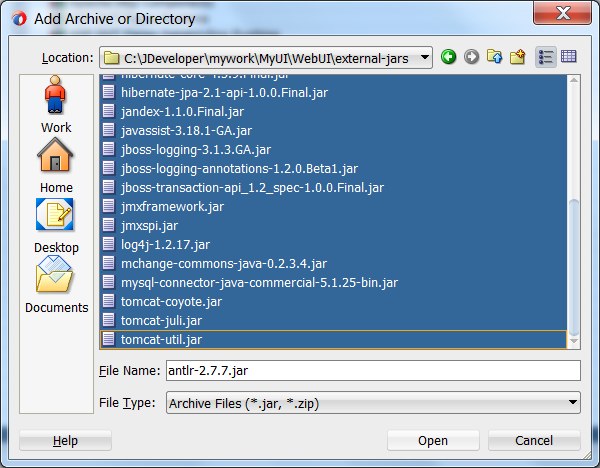 Add Archive or Directory
Location: C:\JDeveloper\mywork\MyUI\WebUI\external-jars
hibernate-core-4.3.9.Final.jar
hibernate-jpa-2.1-api-1.0.0.Final.jar
jandex-1.1.0.Final.jar
javassist-3.18.1-GA.jar
jboss-logging-3.1.3.GA.jar
jboss-logging-annotations-1.2.0.Beta1.jar
jboss-transaction-api_1.2_spec-1.0.0.Final.jar
jmxframework.jar
jmxspi.jar
log4j-1.2.17.jar
mchange-commons-java-0.2.3.4.jar
mysql-connector-java-commercial-5.1.25-bin.jar
tomcat-coyote.jar
tomcat-juli.jar
tomcat-util.jar
Work
Home
Desktop
Documents
File Name: antlr-2.7.7.jar
File Type: Archive Files (*.jar, *.zip)
Help Open Cancel